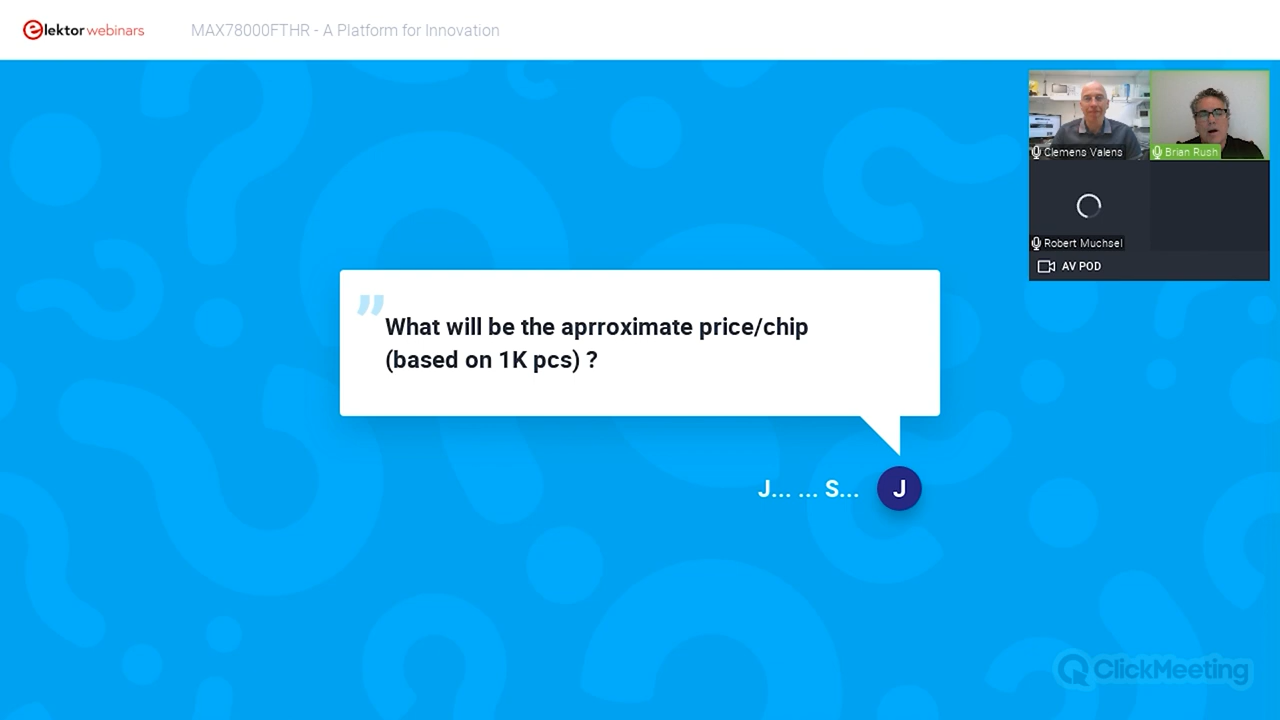 elektor webinars
MAX78000FTHR - A Platform for Innovation
Clemens Valens
Brian Rush
Robert Muchsel
AV POD
What will be the aprroximate price/chip
(based on 1K pcs) ?
J... ... S...
J
ClickMeeting